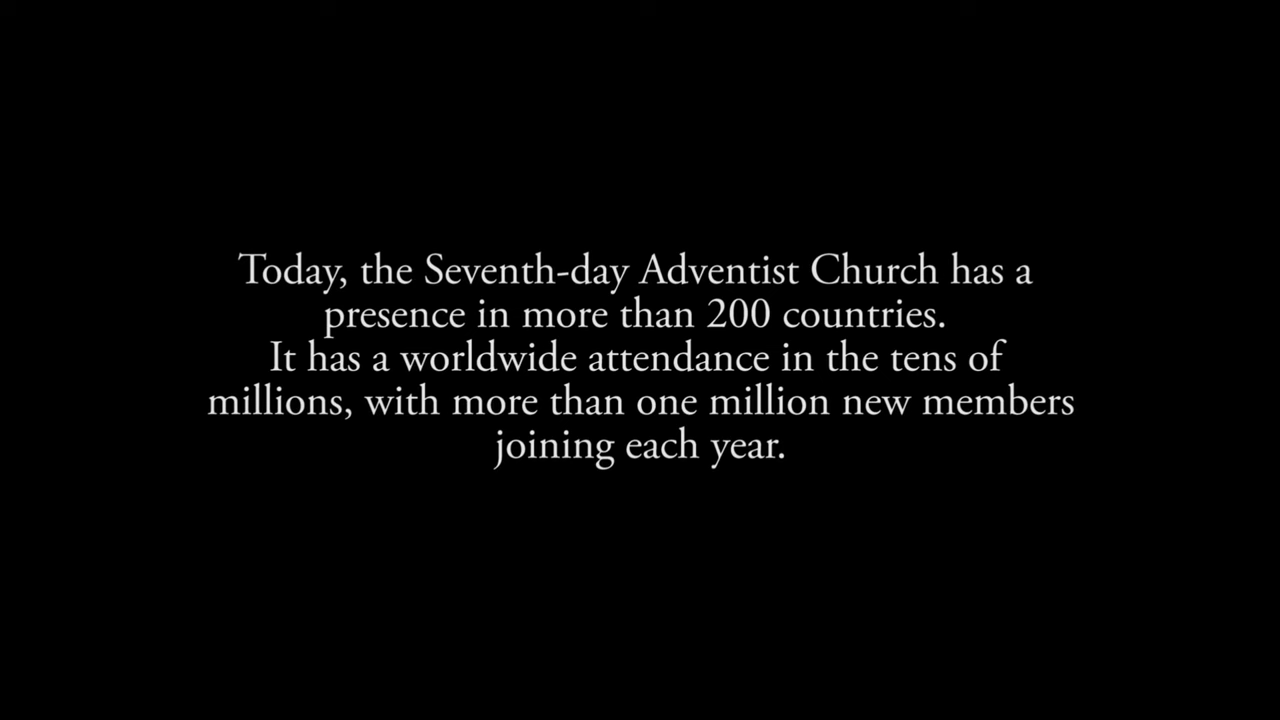 Today, the Seventh-day Adventist Church has a
presence in more than 200 countries.
It has a worldwide attendance in the tens of
millions, with more than one million new members
joining each year.